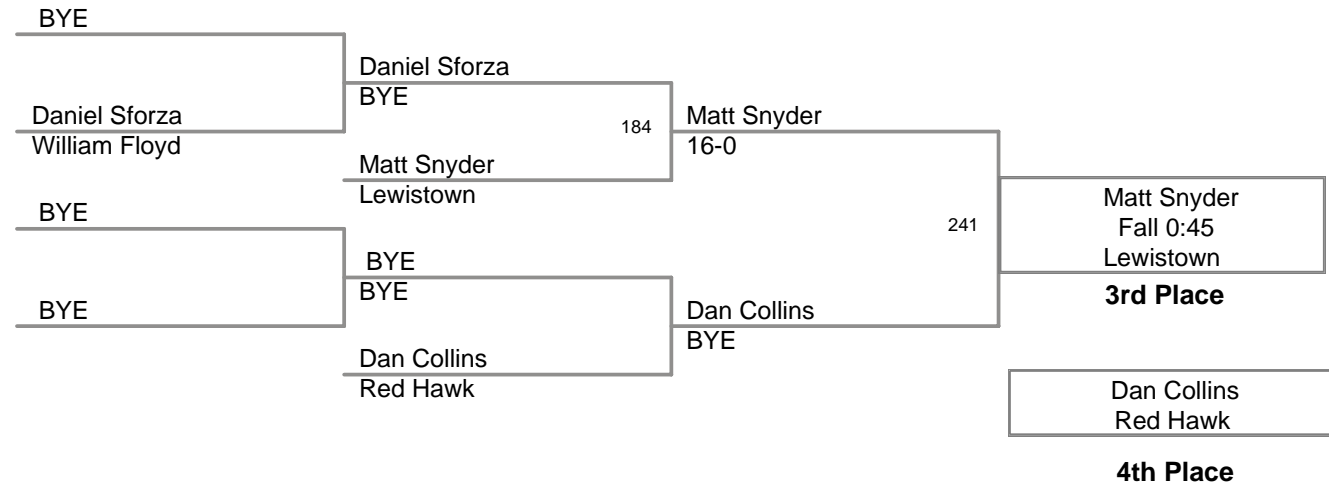 BYE
Daniel Sforza
BYE
Daniel Sforza
William Floyd
184
Matt Snyder
16-0
Matt Snyder
Lewistown
BYE
241
Matt Snyder
Fall 0:45
Lewistown
3rd Place
BYE
BYE
BYE
Dan Collins
BYE
Dan Collins
Red Hawk
Dan Collins
Red Hawk
4th Place